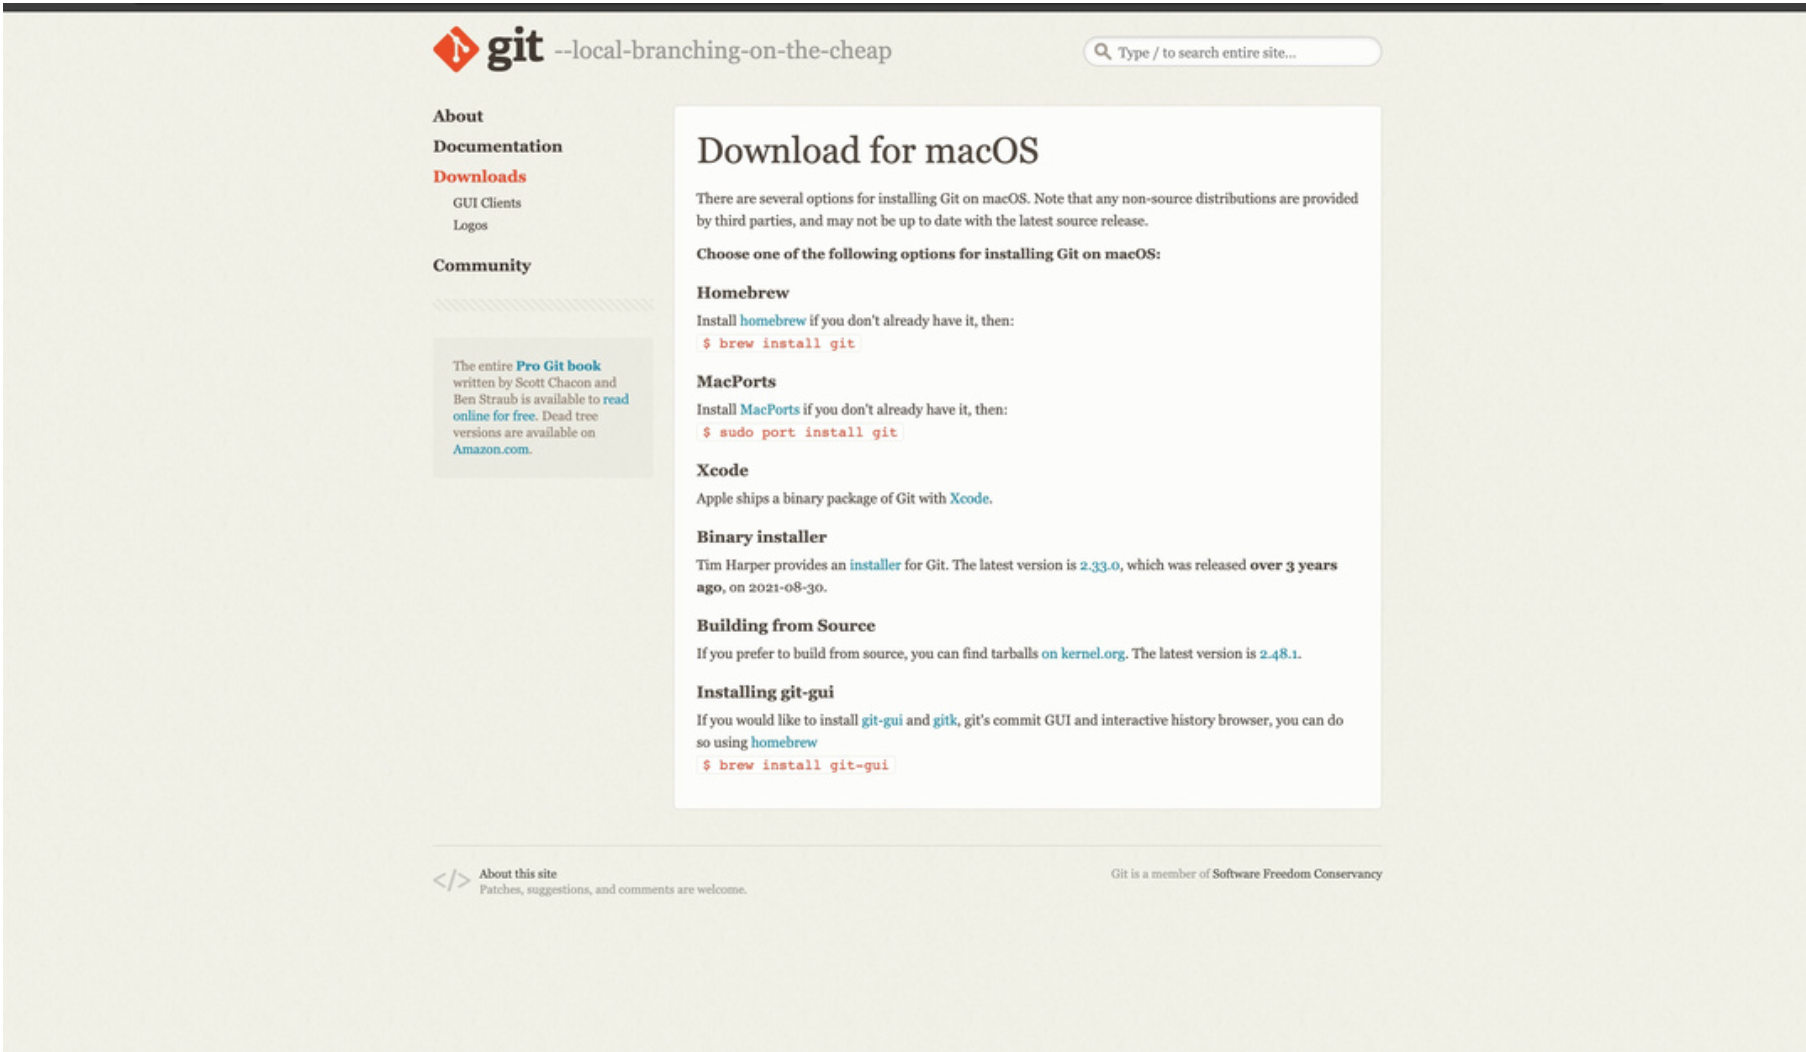 git --local-branching-on-the-cheap
Type / to search entire site...
About
Documentation
Downloads
GUI Clients
Logos
Community
The entire Pro Git book
written by Scott Chacon and
Ben Straub is available to read
online for free. Dead tree
versions are available on
Amazon.com.
Download for macOS
There are several options for installing Git on macOS. Note that any non-source distributions are provided
by third parties, and may not be up to date with the latest source release.
Choose one of the following options for installing Git on macOS:
Homebrew
Install homebrew if you don't already have it, then:
$ brew install git
MacPorts
Install MacPorts if you don't already have it, then:
$ sudo port install git
Xcode
Apple ships a binary package of Git with Xcode.
Binary installer
Tim Harper provides an installer for Git. The latest version is 2.33.0, which was released over 3 years
ago, on 2021-08-30.
Building from Source
If you prefer to build from source, you can find tarballs on kernel.org. The latest version is 2.48.1.
Installing git-gui
If you would like to install git-gui and gitk, git's commit GUI and interactive history browser, you can do
so using homebrew
$ brew install git-gui
</> About this site
Patches, suggestions, and comments are welcome.
Git is a member of Software Freedom Conservancy